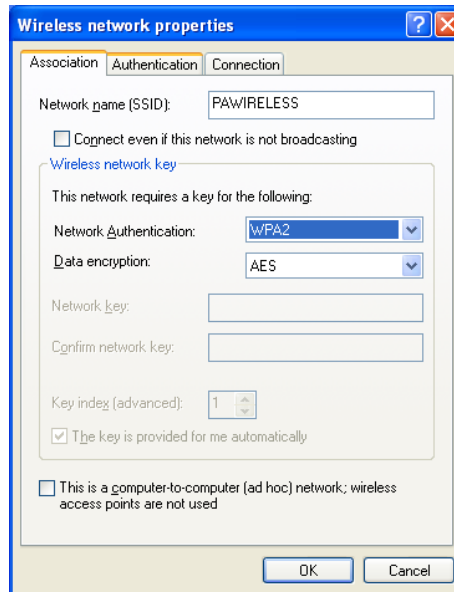 Wireless network properties
Association Authentication Connection
Network name (SSID): PAWIRELESS
Connect even if this network is not broadcasting
Wireless network key
This network requires a key for the following:
Network Authentication: WPA2
Data encryption: AES
Network key:
Confirm network key:
Key index (advanced): 1
The key is provided for me automatically
This is a computer-to-computer (ad hoc) network; wireless
access points are not used
OK Cancel